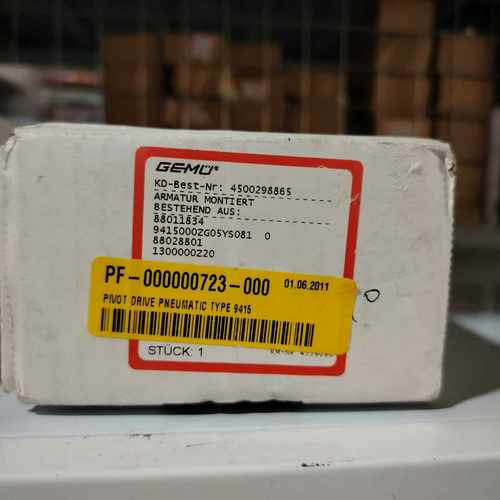 GEMÜ®
KD-Best-Nr: 4500298865
ARMATUR MONTIERT
BESTEHEND AUS:
88011834
9415000ZG05YS081 0
88028801
1300000Z20
PF-000000723-000 01.06.2011
PIVOT DRIVE PNEUMATIC TYPE 9415
STÜCK: 1